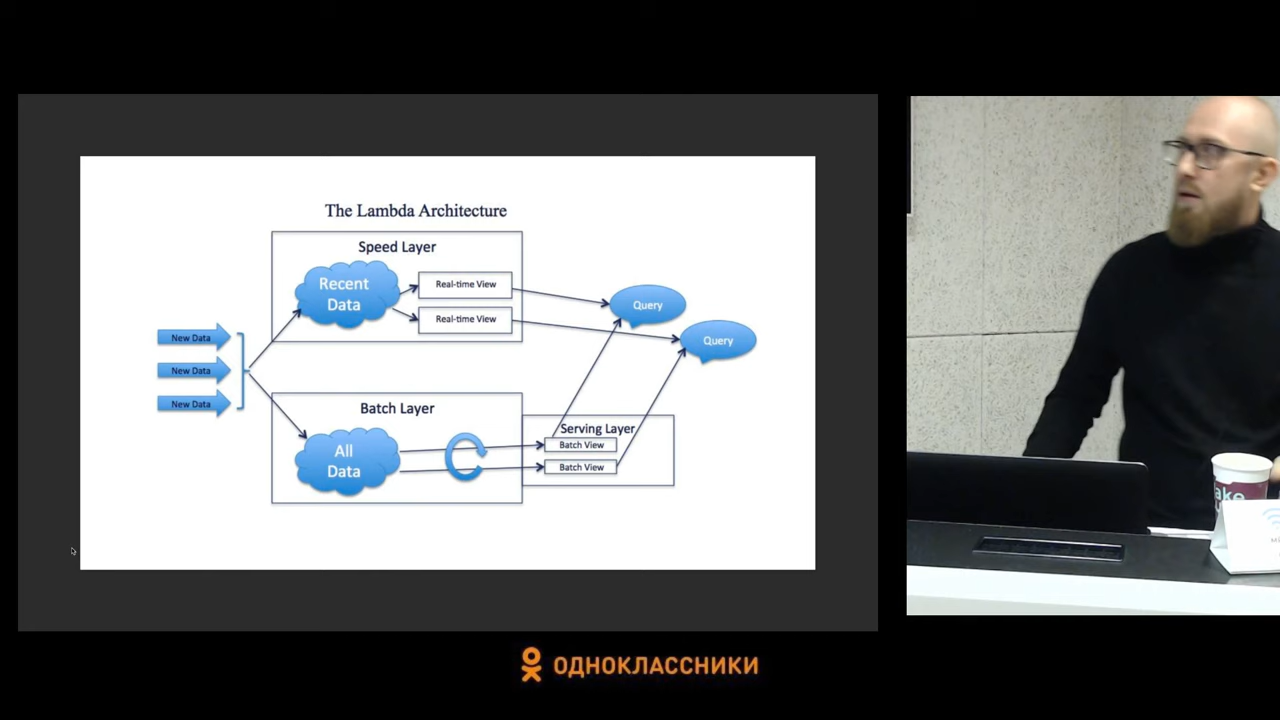 The Lambda Architecture
Speed Layer
Recent
Data
Real-time View
Real-time View
Query
Query
New Data
New Data
New Data
Batch Layer
All
Data
Serving Layer
Batch View
Batch View
ОДНОКЛАССНИКИ